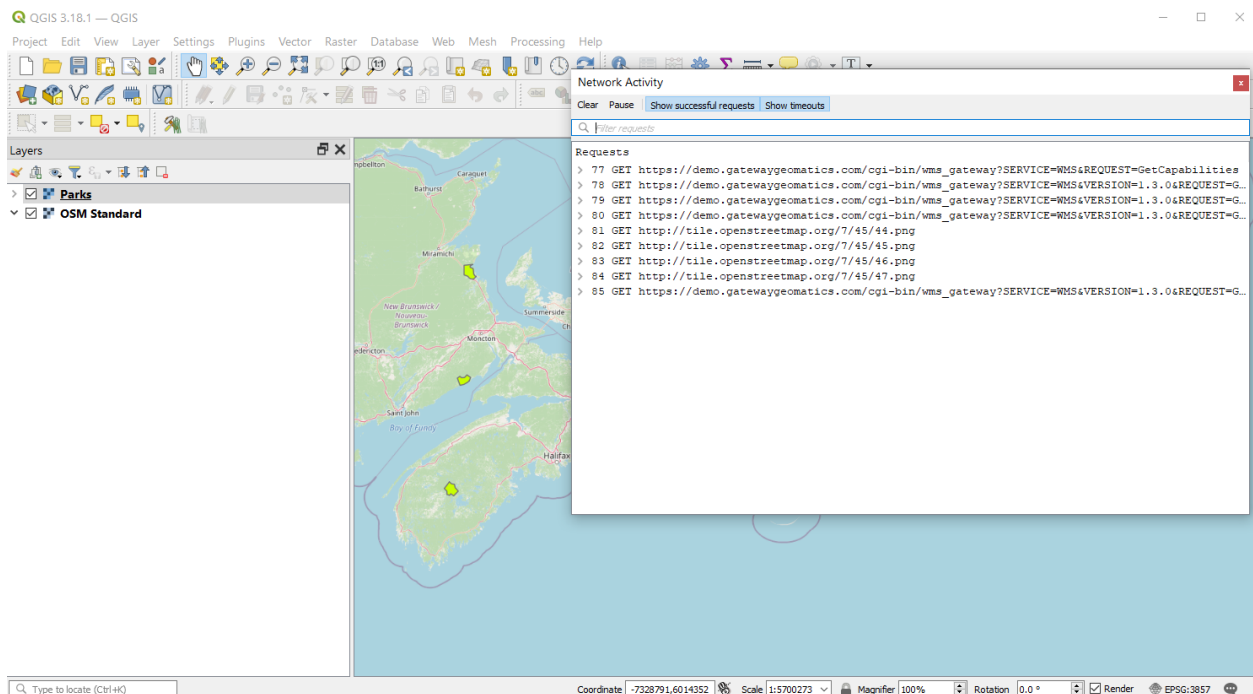 QGIS 3.18.1 — QGIS
Project Edit View Layer Settings Plugins Vector Raster Database Web Mesh Processing Help
Network Activity
Clear Pause Show successful requests Show timeouts
Filter requests
Requests
77 GET https://demo.gatewaygeomatics.com/cgi-bin/wms_gateway?SERVICE=WMS&REQUEST=GetCapabilities
78 GET https://demo.gatewaygeomatics.com/cgi-bin/wms_gateway?SERVICE=WMS&VERSION=1.3.0&REQUEST=G...
79 GET https://demo.gatewaygeomatics.com/cgi-bin/wms_gateway?SERVICE=WMS&VERSION=1.3.0&REQUEST=G...
80 GET https://demo.gatewaygeomatics.com/cgi-bin/wms_gateway?SERVICE=WMS&VERSION=1.3.0&REQUEST=G...
81 GET http://tile.openstreetmap.org/7/45/44.png
82 GET http://tile.openstreetmap.org/7/45/45.png
83 GET http://tile.openstreetmap.org/7/45/46.png
84 GET http://tile.openstreetmap.org/7/45/47.png
85 GET https://demo.gatewaygeomatics.com/cgi-bin/wms_gateway?SERVICE=WMS&VERSION=1.3.0&REQUEST=G...
Layers
Parks
OSM Standard
Caraquet
Bathurst
Miramichi
New Brunswick /
Nouveau-
Brunswick
Summerside
Moncton
Saint John
Bay of Fundy
Halifax
Type to locate (Ctrl+K)
Coordinate -7328791,6014352 Scale 1:5700273 Magnifier 100% Rotation 0.0 ° Render EPSG:3857